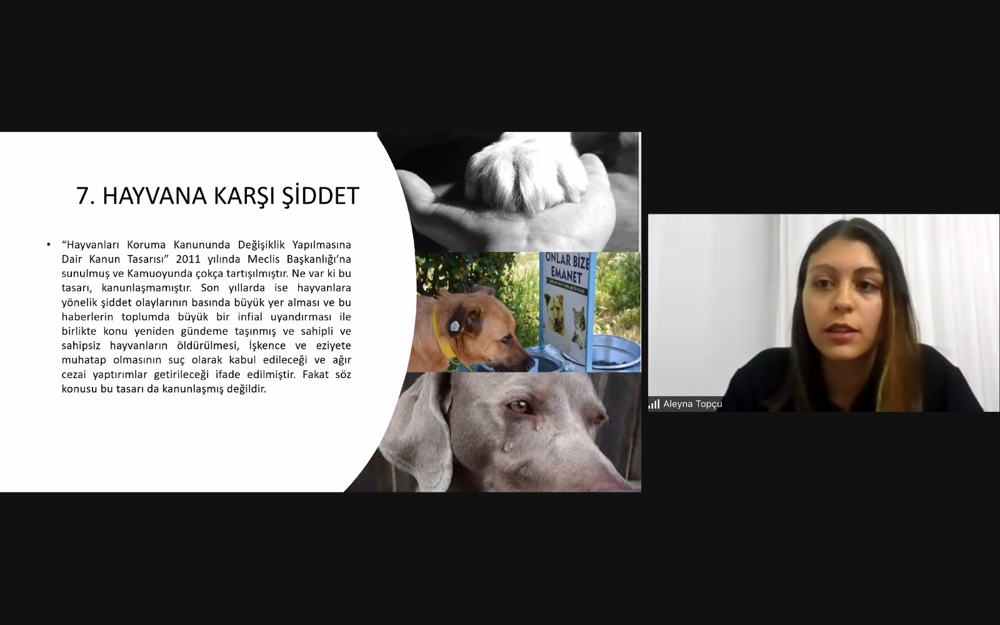 7. HAYVANA KARŞI ŞİDDET
• “Hayvanları Koruma Kanununda Değişiklik Yapılmasına
Dair Kanun Tasarısı” 2011 yılında Meclis Başkanlığı’na
sunulmuş ve Kamuoyunda çokça tartışılmıştır. Ne var ki bu
tasarı, kanunlaşmamıştır. Son yıllarda ise hayvanlara
yönelik şiddet olaylarının basında büyük yer alması ve bu
haberlerin toplumda büyük bir infial uyandırması ile
birlikte konu yeniden gündeme taşınmış ve sahipli ve
sahipsiz hayvanların öldürülmesi, İşkence ve eziyete
muhatap olmasının suç olarak kabul edileceği ve ağır
cezai yaptırımlar getirileceği ifade edilmiştir. Fakat söz
konusu bu tasarı da kanunlaşmış değildir.
ONLAR BİZE
EMANET
SOKAK HAYVANLARI SU KABI
Aleyna Topçu